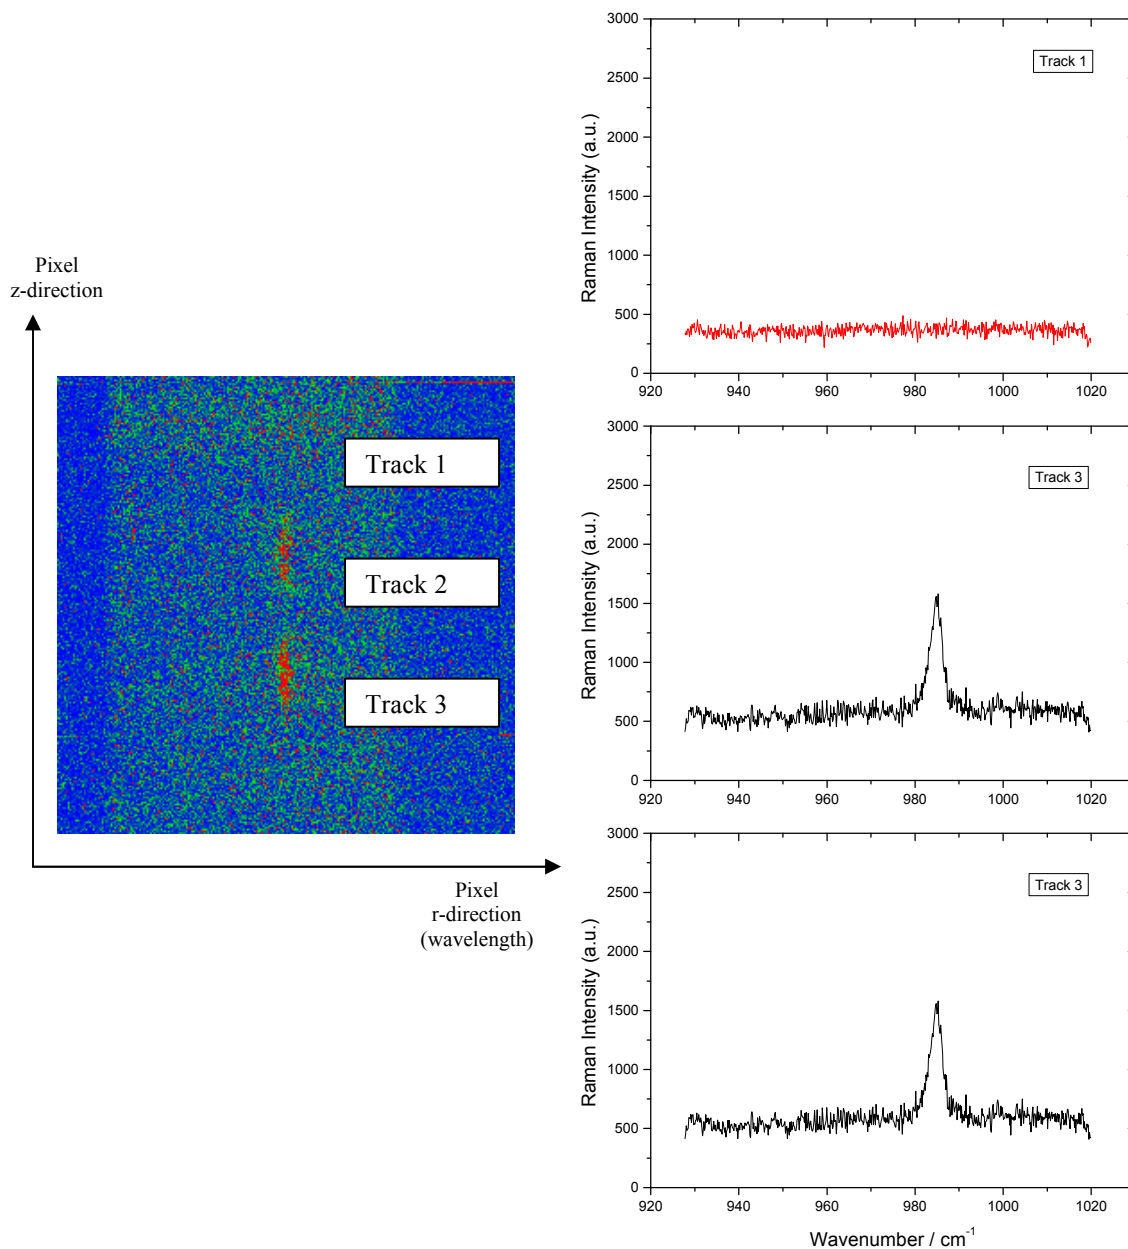 Pixel
z-direction
Track 1
Track 2
Track 3
Pixel
r-direction
(wavelength)
3000
2500
2000
1500
1000
500
0
Raman Intensity (a.u.)
Track 1
920 940 960 980 1000 1020
3000
2500
2000
1500
1000
500
0
Raman Intensity (a.u.)
Track 3
920 940 960 980 1000 1020
3000
2500
2000
1500
1000
500
0
Raman Intensity (a.u.)
Track 3
920 940 960 980 1000 1020
Wavenumber / cm⁻¹